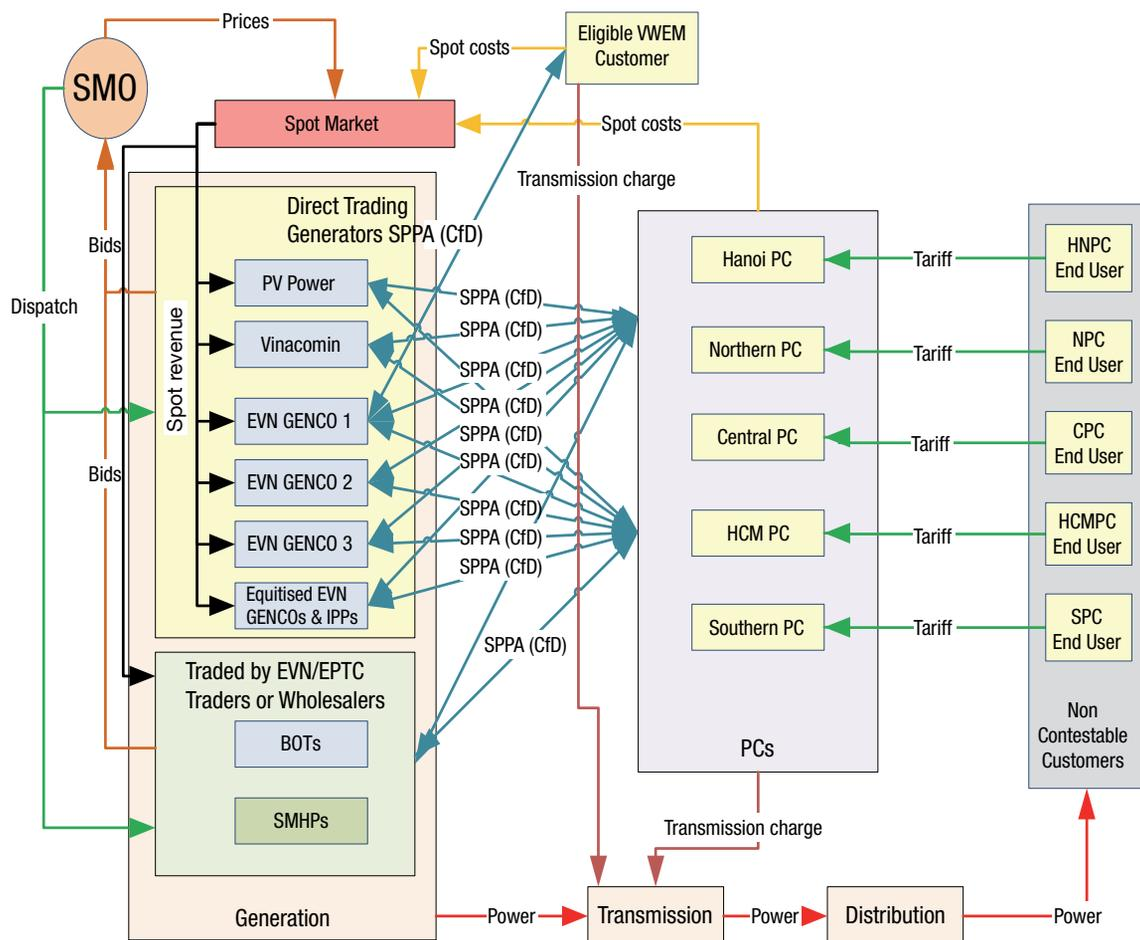 Prices
Eligible VWEM
Customer
Spot costs
SMO
Spot Market
Spot costs
Transmission charge
Direct Trading
Generators SPPA (CfD)
Bids
Dispatch
Spot revenue
PV Power
Vinacomin
EVN GENCO 1
EVN GENCO 2
EVN GENCO 3
Equitised EVN
GENCOs & IPPs
Bids
SPPA (CfD)
SPPA (CfD)
SPPA (CfD)
SPPA (CfD)
SPPA (CfD)
SPPA (CfD)
SPPA (CfD)
SPPA (CfD)
SPPA (CfD)
SPPA (CfD)
Hanoi PC
Northern PC
Central PC
HCM PC
Southern PC
PCs
Tariff
Tariff
Tariff
Tariff
Tariff
HNPC
End User
NPC
End User
CPC
End User
HCMPC
End User
SPC
End User
Non
Contestable
Customers
Traded by EVN/EPTC
Traders or Wholesalers
BOTs
SMHPs
Generation
Transmission charge
Power
Transmission
Power
Distribution
Power